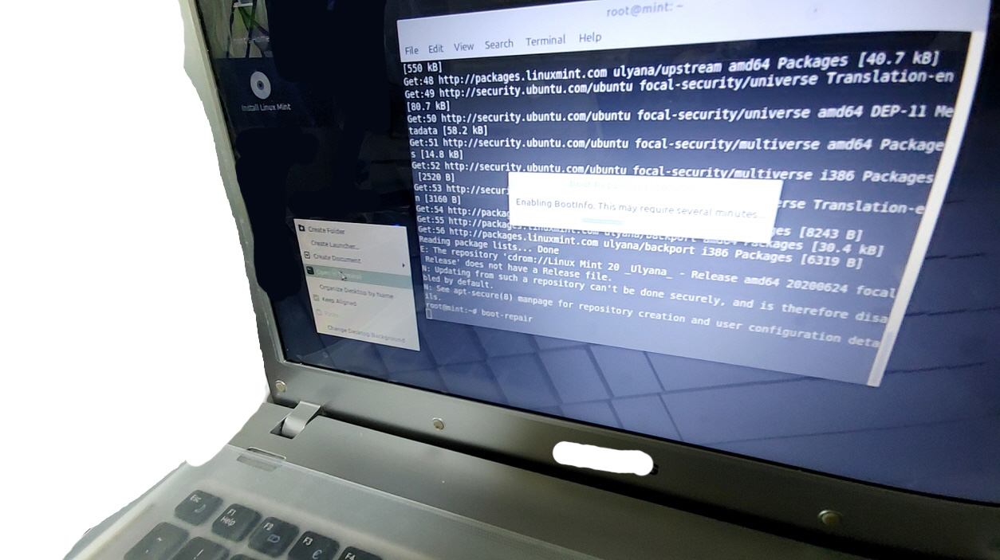 root@mint: ~
File Edit View Search Terminal Help
[550 kB]
Get:48 http://packages.linuxmint.com ulyana/upstream amd64 Packages [40.7 kB]
Get:49 http://security.ubuntu.com/ubuntu focal-security/universe Translation-en
[80.7 kB]
Get:50 http://security.ubuntu.com/ubuntu focal-security/universe amd64 DEP-11 Me
tadata [58.2 kB]
Get:51 http://security.ubuntu.com/ubuntu focal-security/multiverse amd64 Package
s [14.8 kB]
Get:52 http://security.ubuntu.com/ubuntu focal-security/multiverse i386 Packages
[2520 B]
Get:53 http://secur erse Translation-e
n [3160 B]
Get:54 http://packa ges [8243 B]
Get:55 http://packages.linuxmint.com ulyana/backport amd64 Packages [30.4 kB]
Get:56 http://packages.linuxmint.com ulyana/backport i386 Packages [6319 B]
Reading package lists... Done
E: The repository 'cdrom://Linux Mint 20 _Ulyana_ - Release amd64 20200624 focal
Release' does not have a Release file.
N: Updating from such a repository can't be done securely, and is therefore disa
bled by default.
N: See apt-secure(8) manpage for repository creation and user configuration deta
ils.
root@mint:~# boot-repair
Enabling BootInfo. This may require several minutes...
Install Linux Mint
Create Folder
Create Launcher...
Create Document
Organize Desktop by Name
Keep Aligned
Paste
Change Desktop Background
Esc
F1
Help
F2
F3
F4